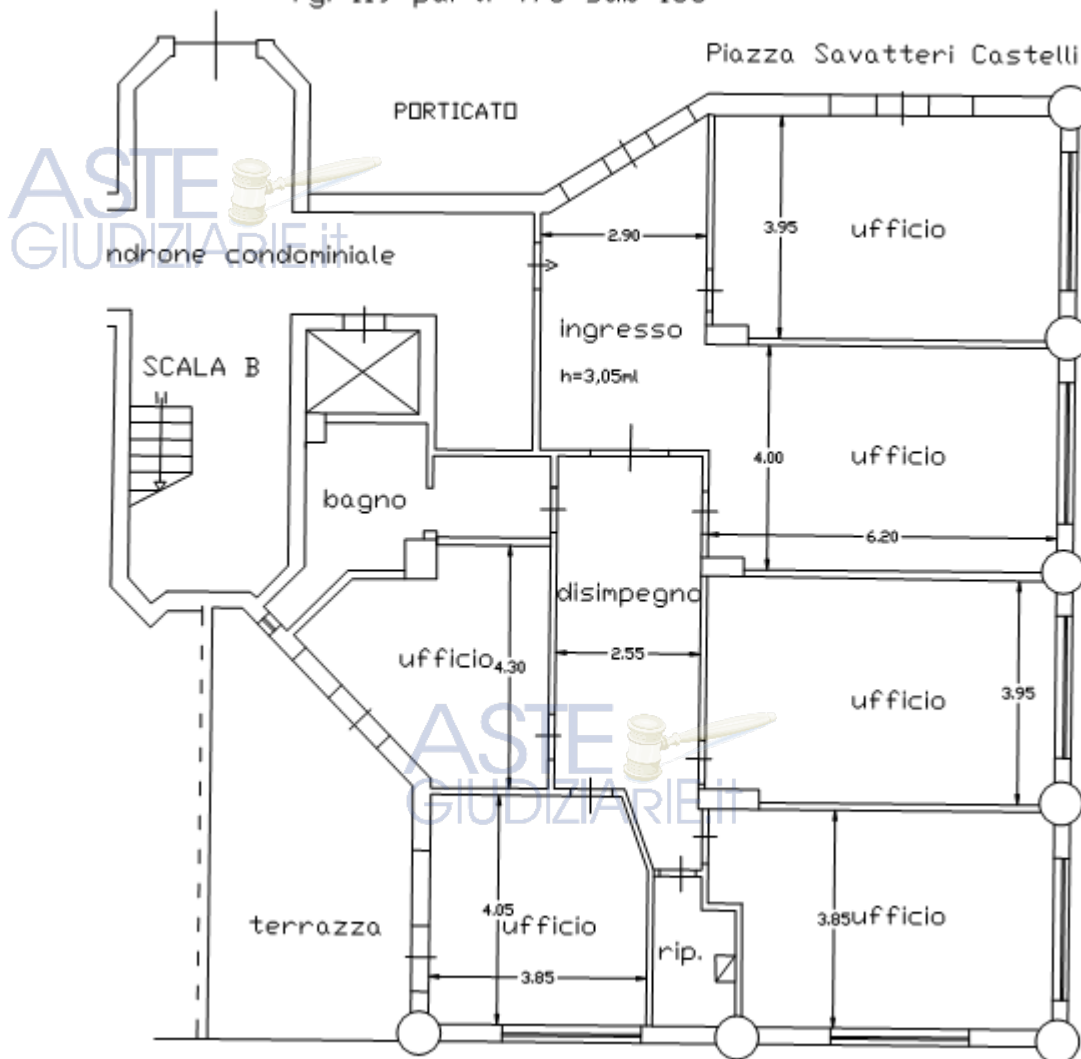 Piazza Savatteri Castelli
PORTICATO
ASTE
GIUDIZIARIE.it
3.95
ufficio
2.90
ndrone condominiale
ingresso
h=3,05ml
SCALA B
4.00
ufficio
bagno
6.20
disimpegno
ufficio
4.30
2.55
ufficio
3.95
ASTE
GIUDIZIARIE.it
terrazza
4.05
ufficio
3.85
ufficio
rip.
3.85